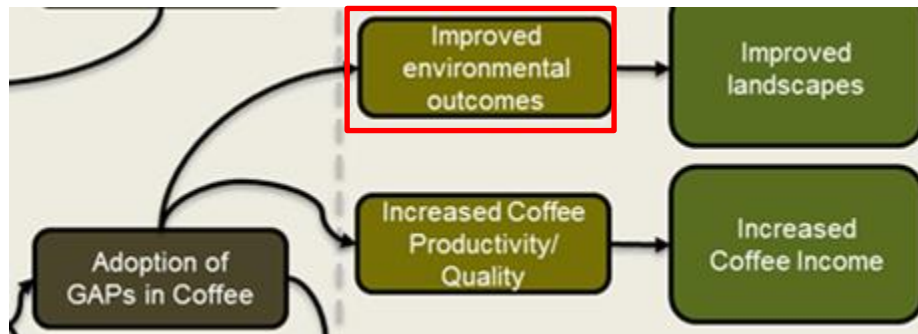 Improved
environmental
outcomes
Improved
landscapes
Adoption of
GAPs in Coffee
Increased Coffee
Productivity/
Quality
Increased
Coffee Income